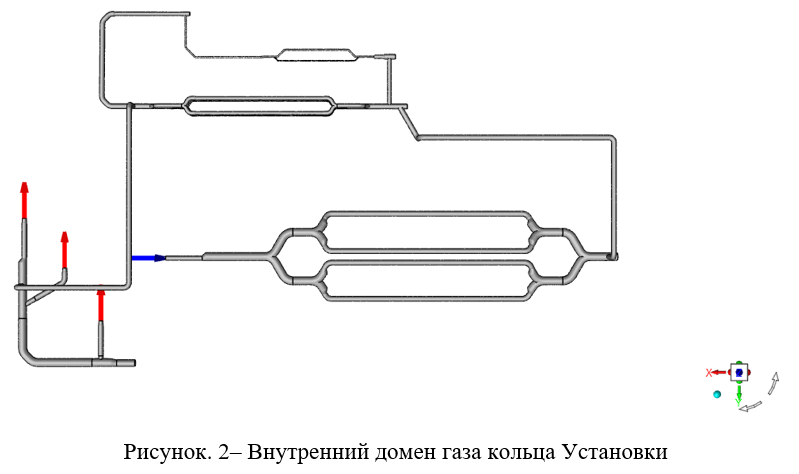 X
Y
Рисунок. 2– Внутренний домен газа кольца Установки